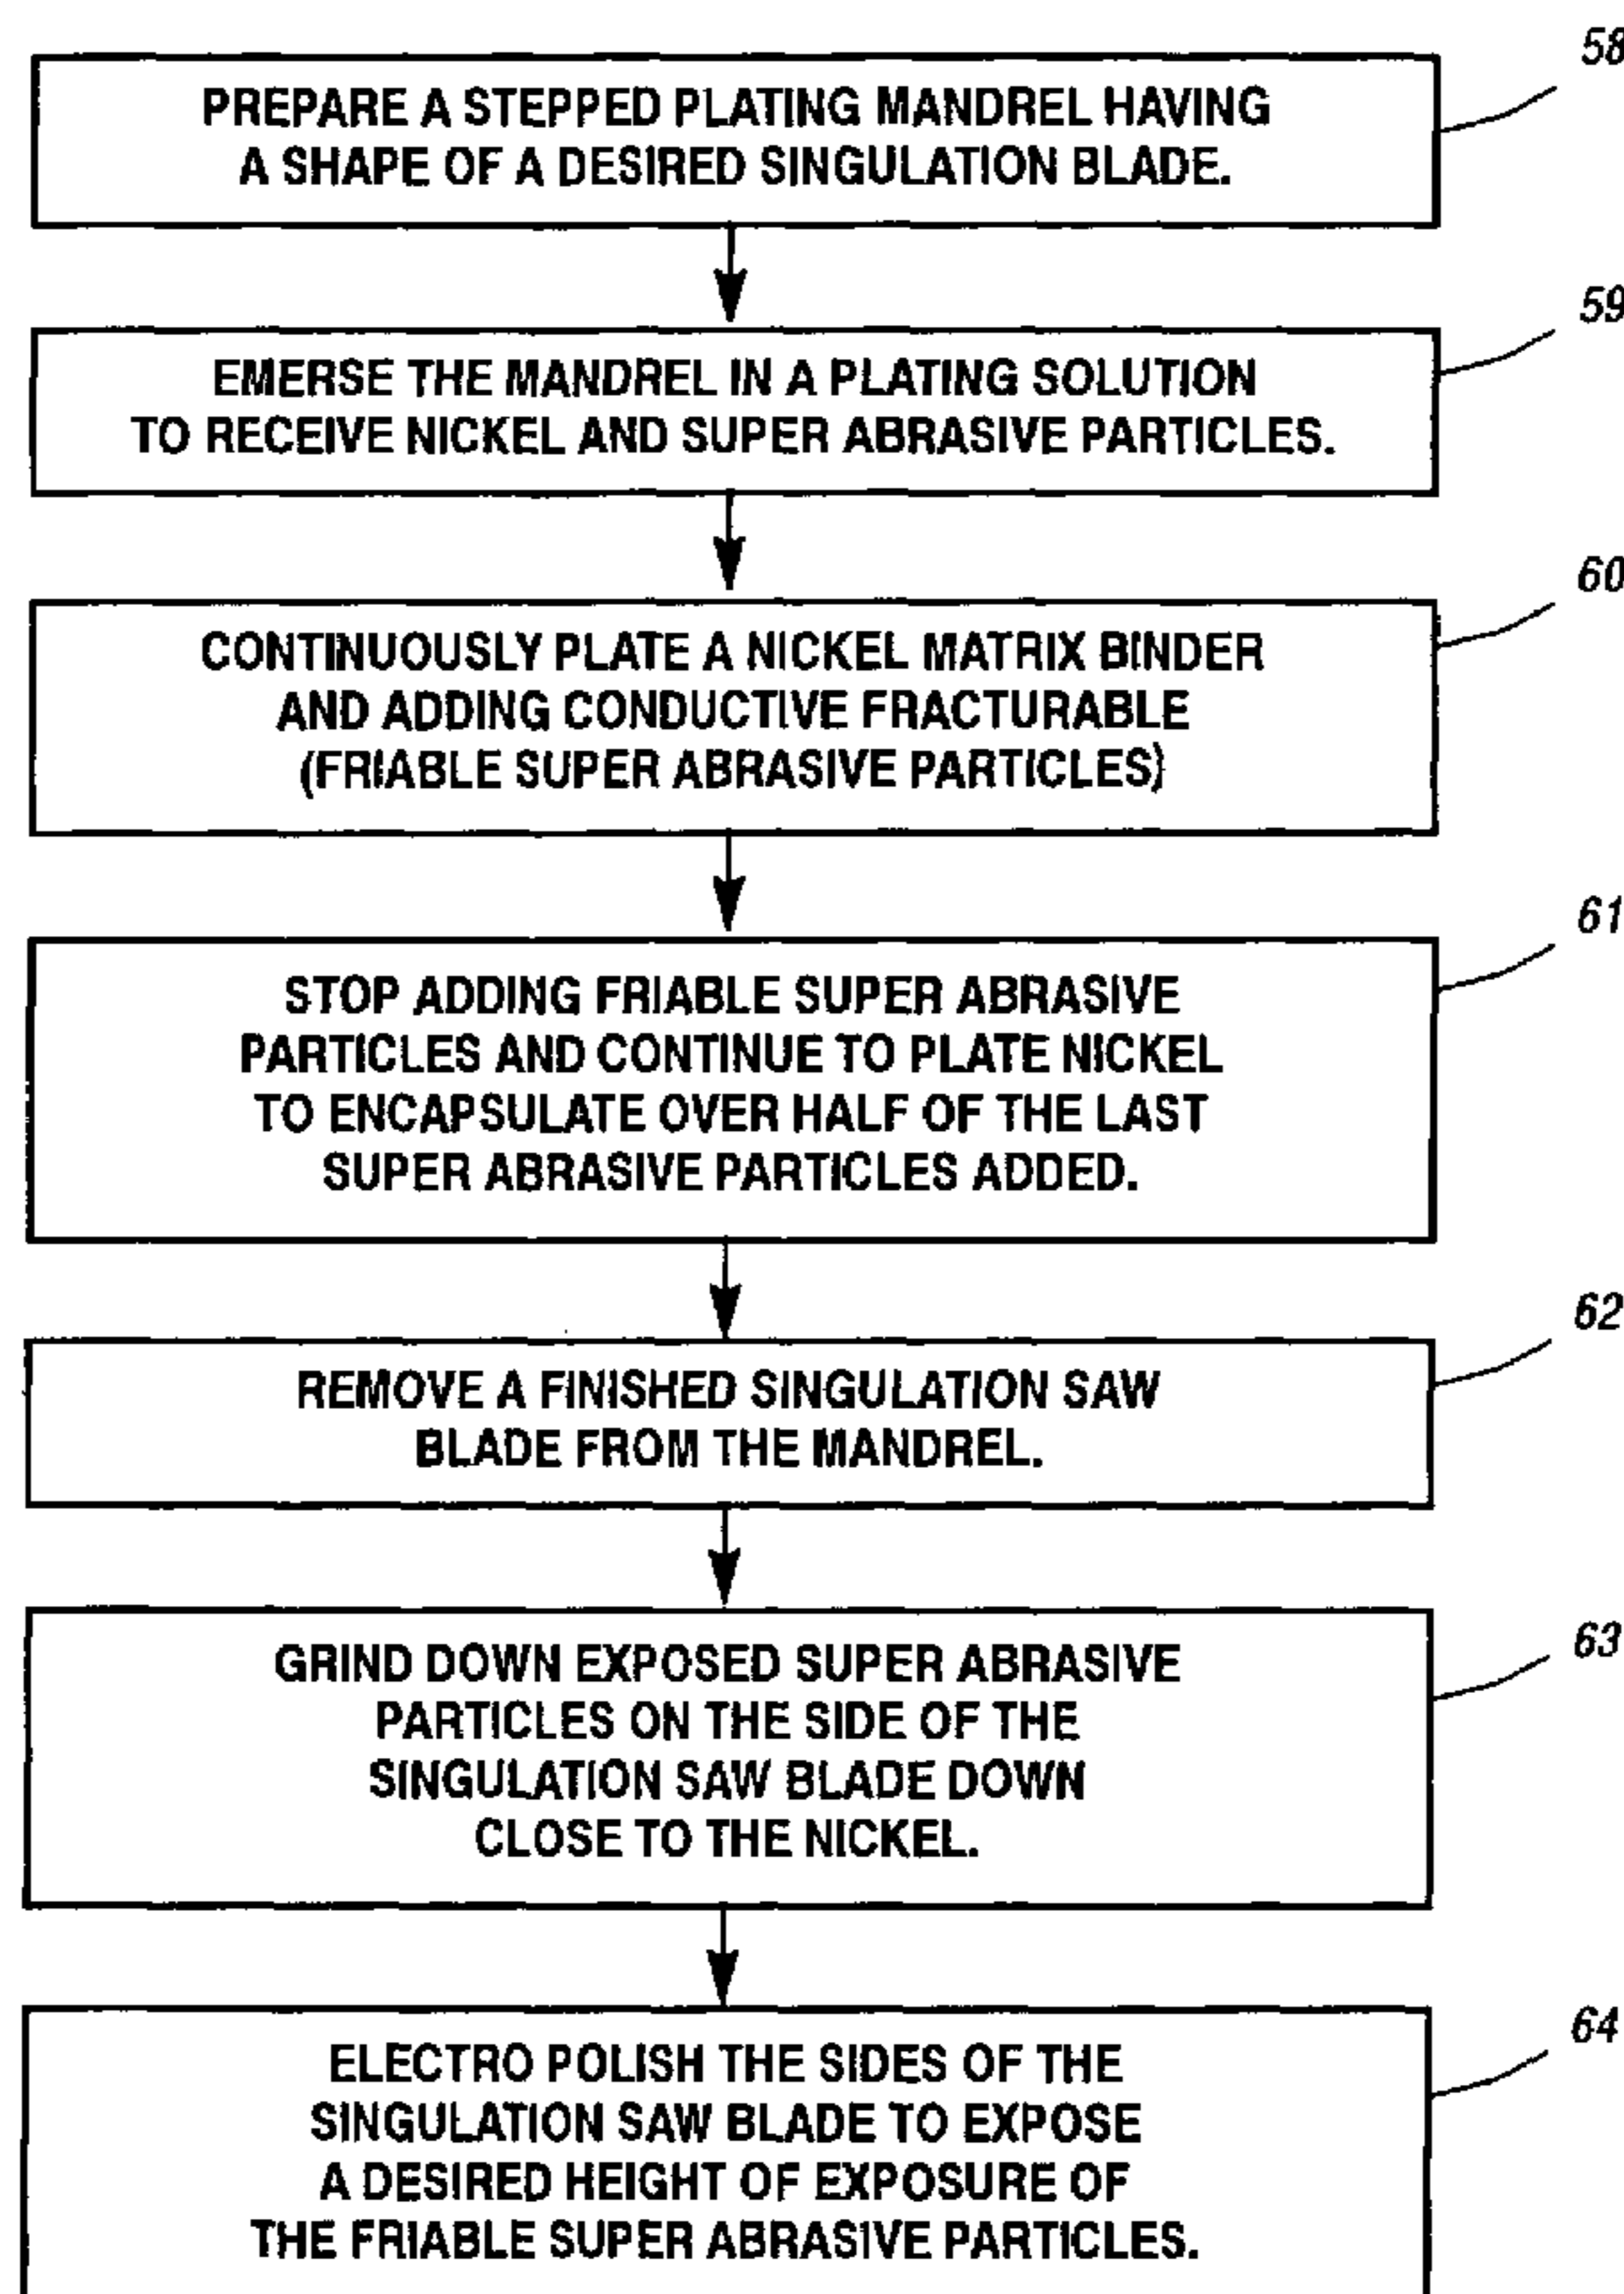 58
PREPARE A STEPPED PLATING MANDREL HAVING
A SHAPE OF A DESIRED SINGULATION BLADE.
59
EMERSE THE MANDREL IN A PLATING SOLUTION
TO RECEIVE NICKEL AND SUPER ABRASIVE PARTICLES.
60
CONTINUOUSLY PLATE A NICKEL MATRIX BINDER
AND ADDING CONDUCTIVE FRACTURABLE
(FRIABLE SUPER ABRASIVE PARTICLES)
61
STOP ADDING FRIABLE SUPER ABRASIVE
PARTICLES AND CONTINUE TO PLATE NICKEL
TO ENCAPSULATE OVER HALF OF THE LAST
SUPER ABRASIVE PARTICLES ADDED.
62
REMOVE A FINISHED SINGULATION SAW
BLADE FROM THE MANDREL.
63
GRIND DOWN EXPOSED SUPER ABRASIVE
PARTICLES ON THE SIDE OF THE
SINGULATION SAW BLADE DOWN
CLOSE TO THE NICKEL.
64
ELECTRO POLISH THE SIDES OF THE
SINGULATION SAW BLADE TO EXPOSE
A DESIRED HEIGHT OF EXPOSURE OF
THE FRIABLE SUPER ABRASIVE PARTICLES.